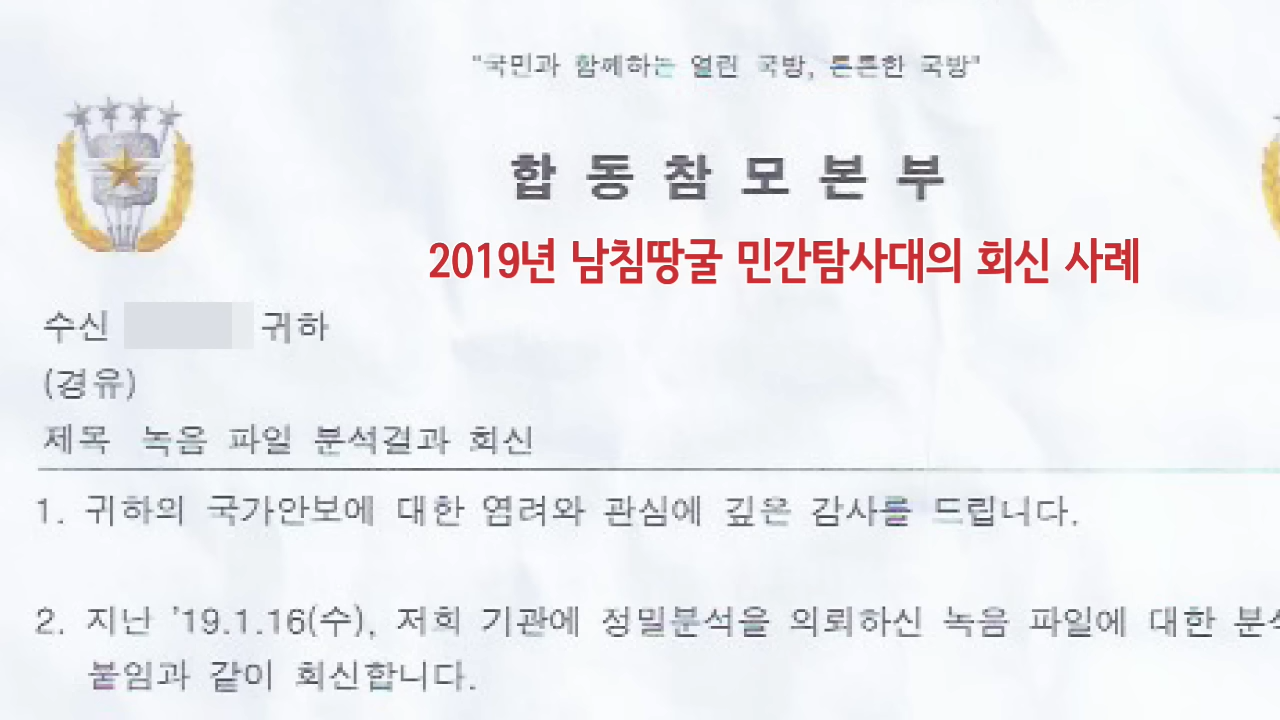 "국민과 함께하는 열린 국방, 튼튼한 국방"
합동참모본부
2019년 남침땅굴 민간탐사대의 회신 사례
수신 귀하
(경유)
제목 녹음 파일 분석결과 회신
1. 귀하의 국가안보에 대한 염려와 관심에 깊은 감사를 드립니다.
2. 지난 '19.1.16(수), 저희 기관에 정밀분석을 의뢰하신 녹음 파일에 대한
붙임과 같이 회신합니다.